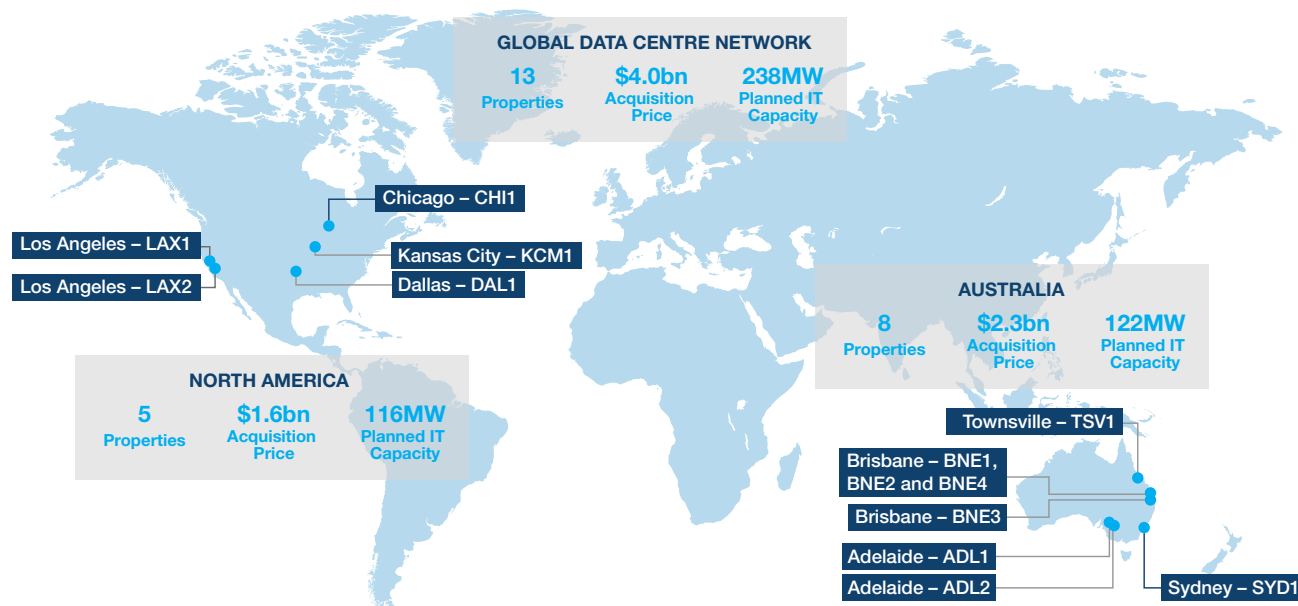 GLOBAL DATA CENTRE NETWORK
13
Properties
$4.0bn
Acquisition
Price
238MW
Planned IT
Capacity
Chicago – CHI1
Los Angeles – LAX1
Kansas City – KCM1
Los Angeles – LAX2
Dallas – DAL1
AUSTRALIA
8
Properties
$2.3bn
Acquisition
Price
122MW
Planned IT
Capacity
NORTH AMERICA
5
Properties
$1.6bn
Acquisition
Price
116MW
Planned IT
Capacity
Townsville – TSV1
Brisbane – BNE1,
BNE2 and BNE4
Brisbane – BNE3
Adelaide – ADL1
Adelaide – ADL2
Sydney – SYD1